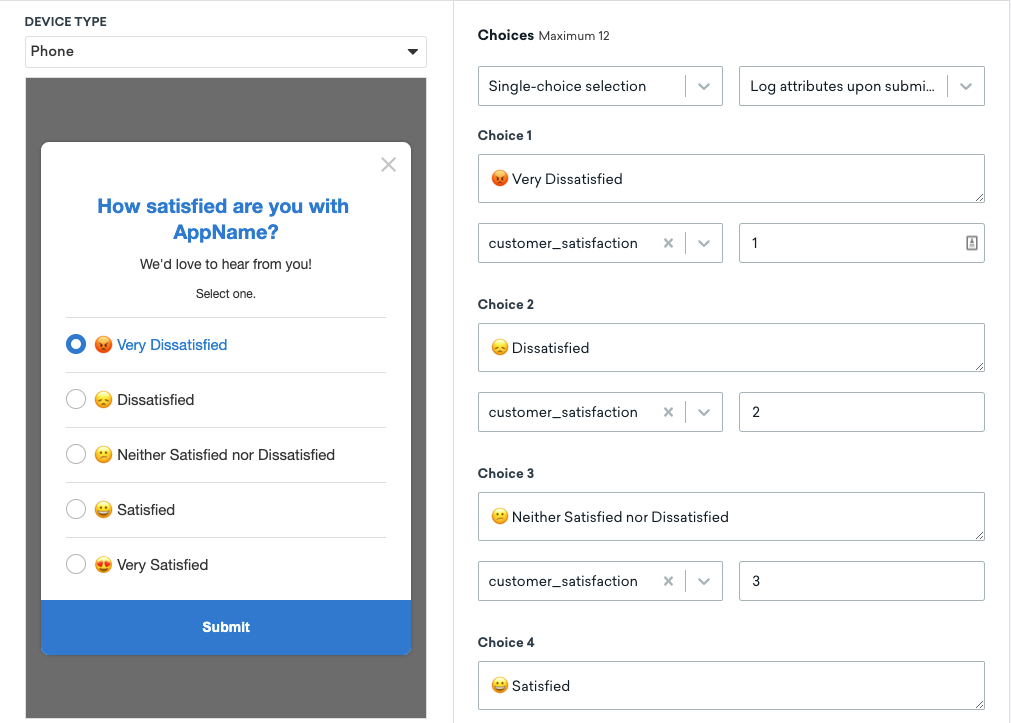 DEVICE TYPE
Phone
How satisfied are you with
AppName?
We'd love to hear from you!
Select one.
😡 Very Dissatisfied
😞 Dissatisfied
😕 Neither Satisfied nor Dissatisfied
😀 Satisfied
😍 Very Satisfied
Submit
Choices Maximum 12
Single-choice selection
Log attributes upon submi...
Choice 1
😡 Very Dissatisfied
customer_satisfaction
1
Choice 2
😞 Dissatisfied
customer_satisfaction
2
Choice 3
😕 Neither Satisfied nor Dissatisfied
customer_satisfaction
3
Choice 4
😀 Satisfied